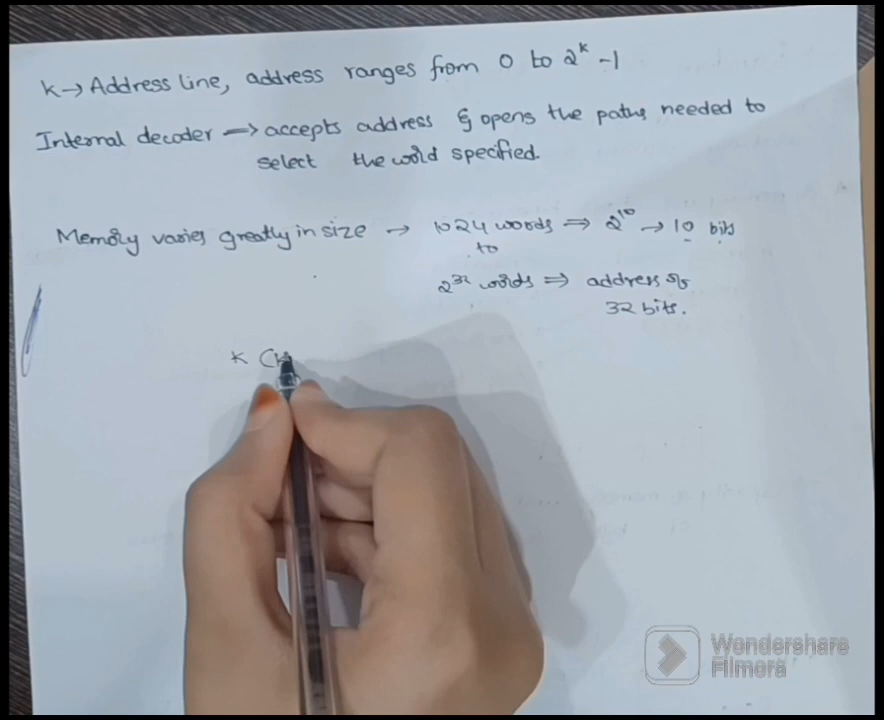 k → Address line, address ranges from 0 to 2^k -1
Internal decoder → accepts address & opens the paths needed to
select the word specified.
Memory varies greatly in size → 1024 words ⇒ 2^10 → 10 bits
to
2^32 words ⇒ address of
32 bits.
K (K
Wondershare
Filmora